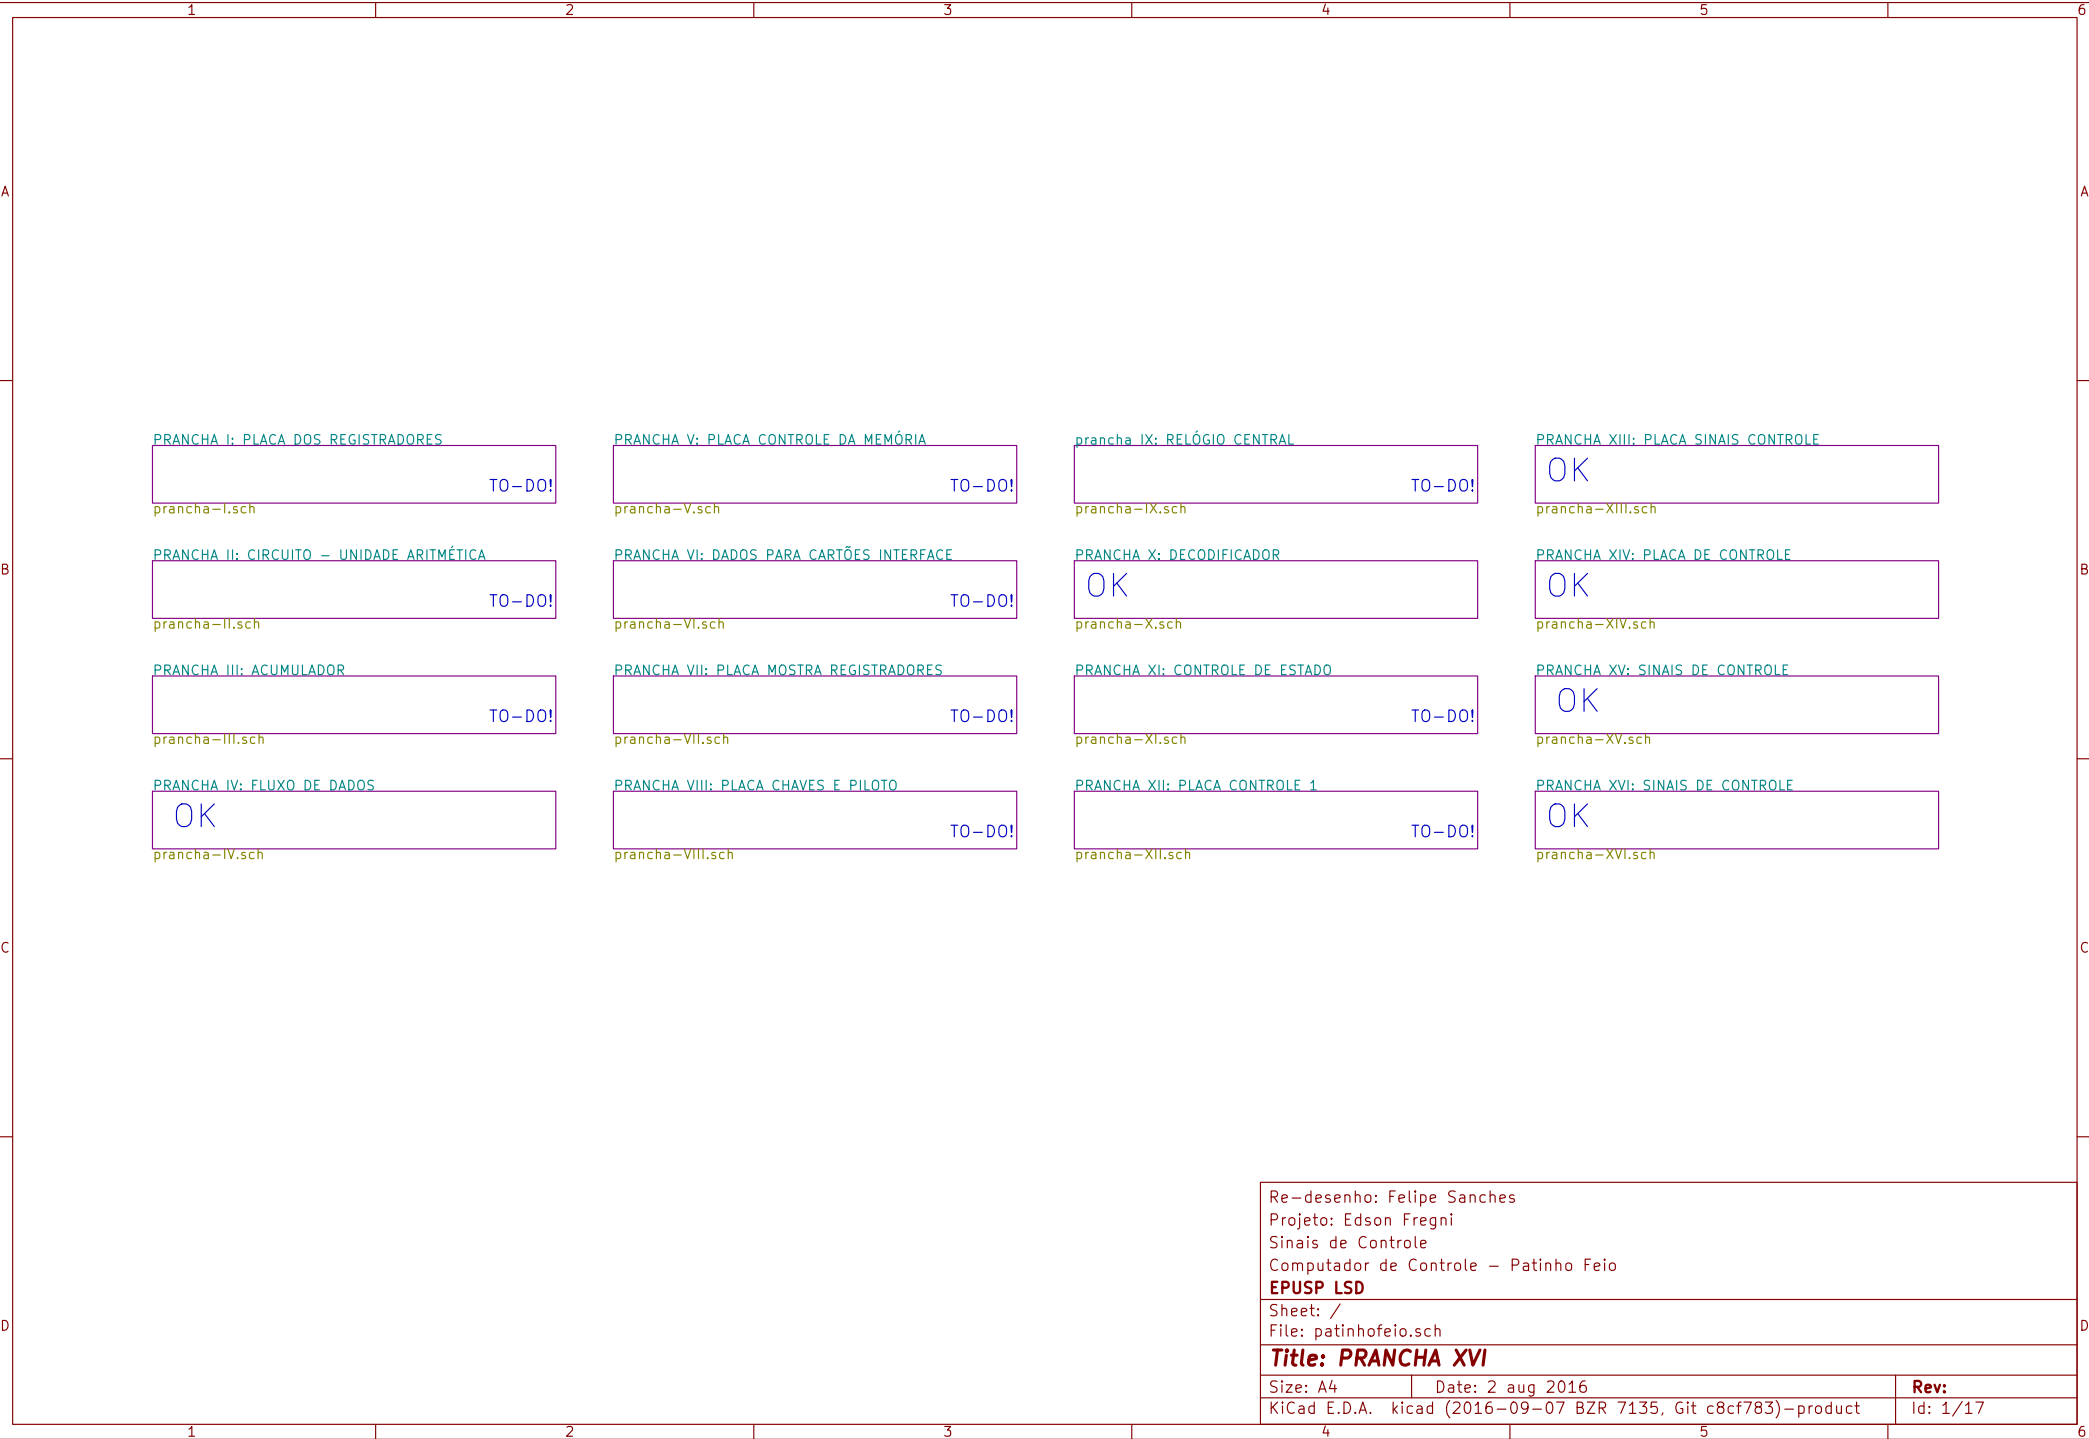 1 2 3 4 5 6
A A
PRANCHA I: PLACA DOS REGISTRADORES
TO-DO!
prancha-I.sch
PRANCHA II: CIRCUITO - UNIDADE ARITMÉTICA
TO-DO!
prancha-II.sch
PRANCHA III: ACUMULADOR
TO-DO!
prancha-III.sch
PRANCHA IV: FLUXO DE DADOS
OK
prancha-IV.sch
PRANCHA V: PLACA CONTROLE DA MEMÓRIA
TO-DO!
prancha-V.sch
PRANCHA VI: DADOS PARA CARTÕES INTERFACE
TO-DO!
prancha-VI.sch
PRANCHA VII: PLACA MOSTRA REGISTRADORES
TO-DO!
prancha-VII.sch
PRANCHA VIII: PLACA CHAVES E PILOTO
TO-DO!
prancha-VIII.sch
prancha IX: RELÓGIO CENTRAL
TO-DO!
prancha-IX.sch
PRANCHA X: DECODIFICADOR
OK
prancha-X.sch
PRANCHA XI: CONTROLE DE ESTADO
TO-DO!
prancha-XI.sch
PRANCHA XII: PLACA CONTROLE 1
TO-DO!
prancha-XII.sch
PRANCHA XIII: PLACA SINAIS CONTROLE
OK
prancha-XIII.sch
PRANCHA XIV: PLACA DE CONTROLE
OK
prancha-XIV.sch
PRANCHA XV: SINAIS DE CONTROLE
OK
prancha-XV.sch
PRANCHA XVI: SINAIS DE CONTROLE
OK
prancha-XVI.sch
B B
C C
D D
Re-desenho: Felipe Sanches
Projeto: Edson Fregni
Sinais de Controle
Computador de Controle - Patinho Feio
EPUSP LSD
Sheet: /
File: patinhofeio.sch
Title: PRANCHA XVI
Size: A4 Date: 2 aug 2016 Rev:
KiCad E.D.A. kicad (2016-09-07 BZR 7135, Git c8cf783)-product Id: 1/17
1 2 3 4 5 6